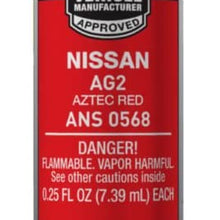 VEHICLE
MANUFACTURER
APPROVED
NISSAN
AG2
AZTEC RED
ANS 0568
DANGER!
FLAMMABLE. VAPOR HARMFUL.
See other cautions inside
0.25 FL OZ (7.39 mL) EACH